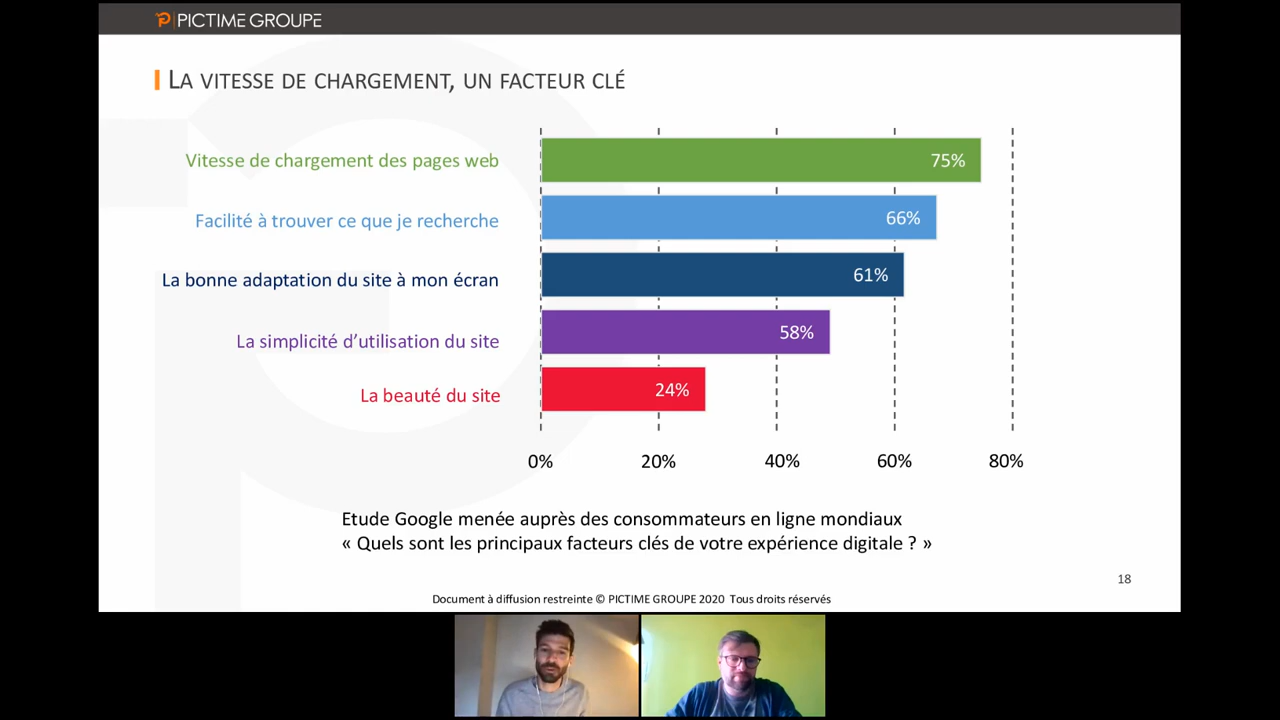 PICTIME GROUPE
LA VITESSE DE CHARGEMENT, UN FACTEUR CLÉ
Vitesse de chargement des pages web
75%
Facilité à trouver ce que je recherche
66%
La bonne adaptation du site à mon écran
61%
La simplicité d’utilisation du site
58%
La beauté du site
24%
0% 20% 40% 60% 80%
Etude Google menée auprès des consommateurs en ligne mondiaux
« Quels sont les principaux facteurs clés de votre expérience digitale ? »
18
Document à diffusion restreinte © PICTIME GROUPE 2020 Tous droits réservés